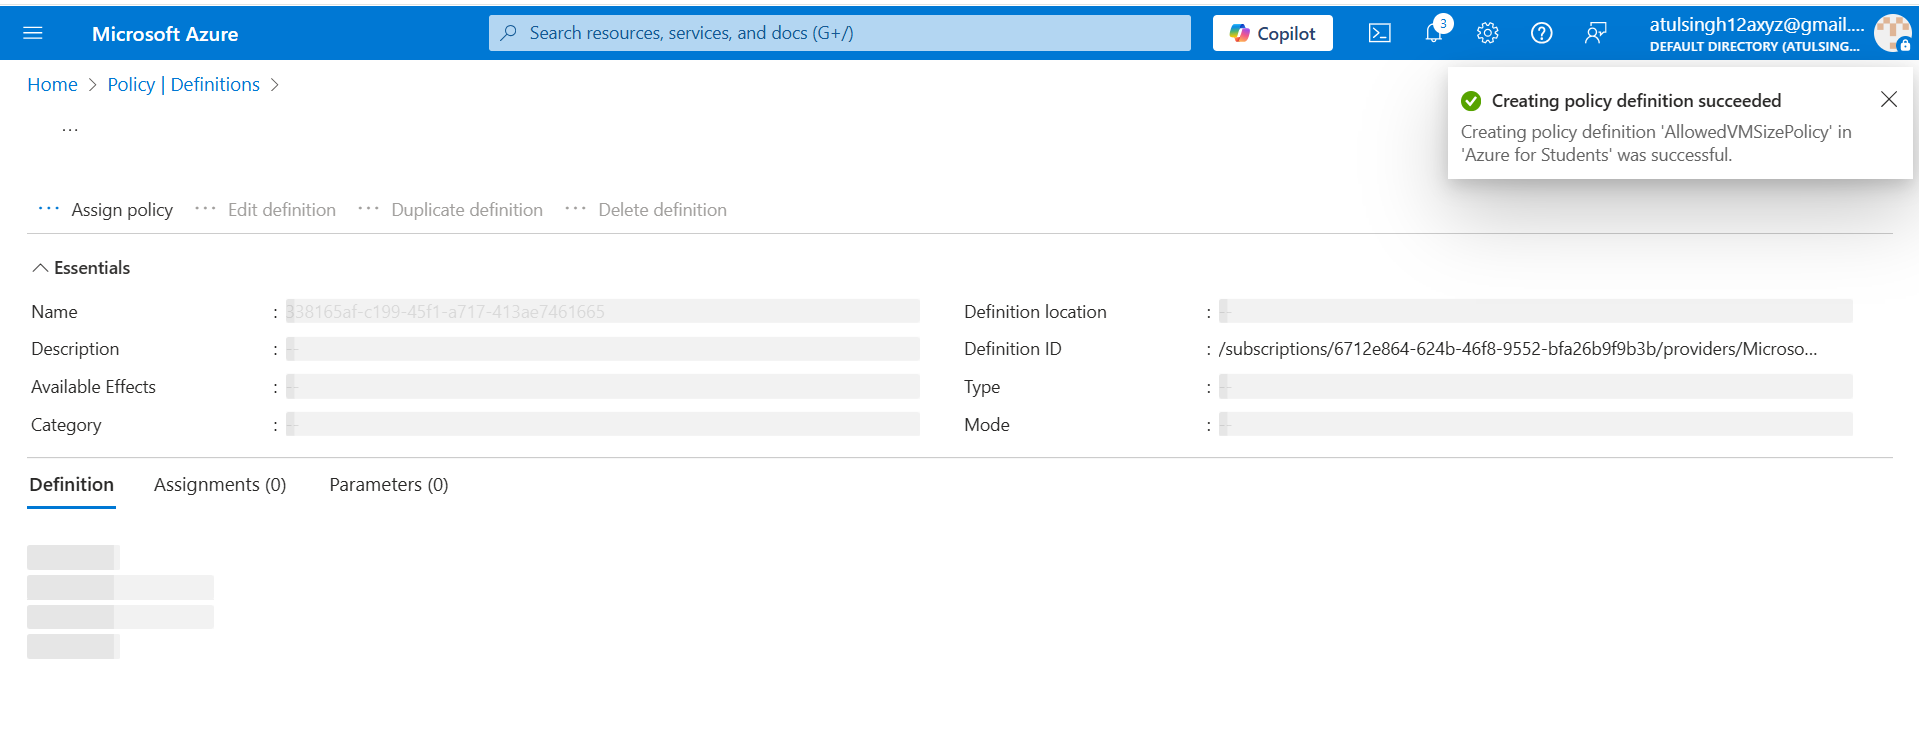 Microsoft Azure
Search resources, services, and docs (G+/)
Copilot
3
atulsingh12axyz@gmail....
DEFAULT DIRECTORY (ATULSING...
Home > Policy | Definitions >
...
Creating policy definition succeeded
Creating policy definition 'AllowedVMSizePolicy' in
'Azure for Students' was successful.
··· Assign policy ··· Edit definition ··· Duplicate definition ··· Delete definition
Essentials
Name : 338165af-c199-45f1-a717-413ae7461665
Definition location : --
Description : --
Definition ID : /subscriptions/6712e864-624b-46f8-9552-bfa26b9f9b3b/providers/Microso...
Available Effects : --
Type : --
Category : --
Mode : --
Definition Assignments (0) Parameters (0)